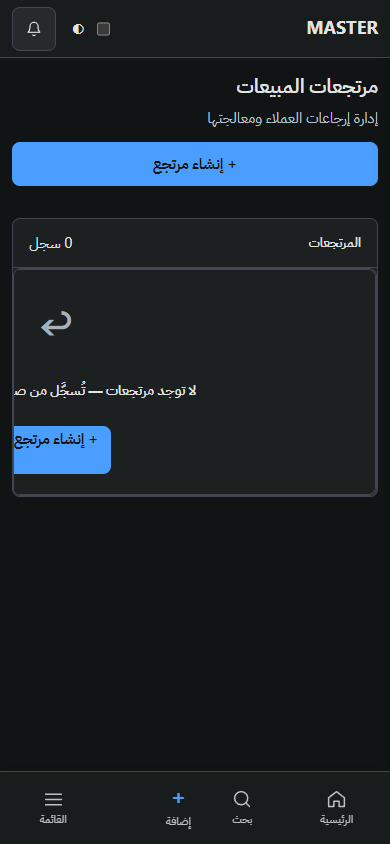 MASTER
مرتجعات المبيعات
إدارة إرجاعات العملاء ومعالجتها
+ إنشاء مرتجع
المرتجعات
0 سجل
لا توجد مرتجعات — تُسجَّل من
+ إنشاء مرتجع
الرئيسية
بحث
إضافة
القائمة